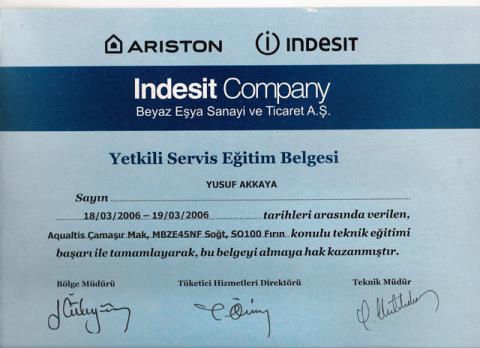 ARISTON indesit
Indesit Company
Beyaz Eşya Sanayi ve Ticaret A.Ş.
Yetkili Servis Eğitim Belgesi
YUSUF AKKAYA
Sayın
18/03/2006 – 19/03/2006 tarihleri arasında verilen,
Aqualtis Çamaşır Mak, MBZE45NF Soğt, SO100 Fırın konulu teknik eğitimi
başarı ile tamamlayarak, bu belgeyi almaya hak kazanmıştır.
Bölge Müdürü Tüketici Hizmetleri Direktörü Teknik Müdür